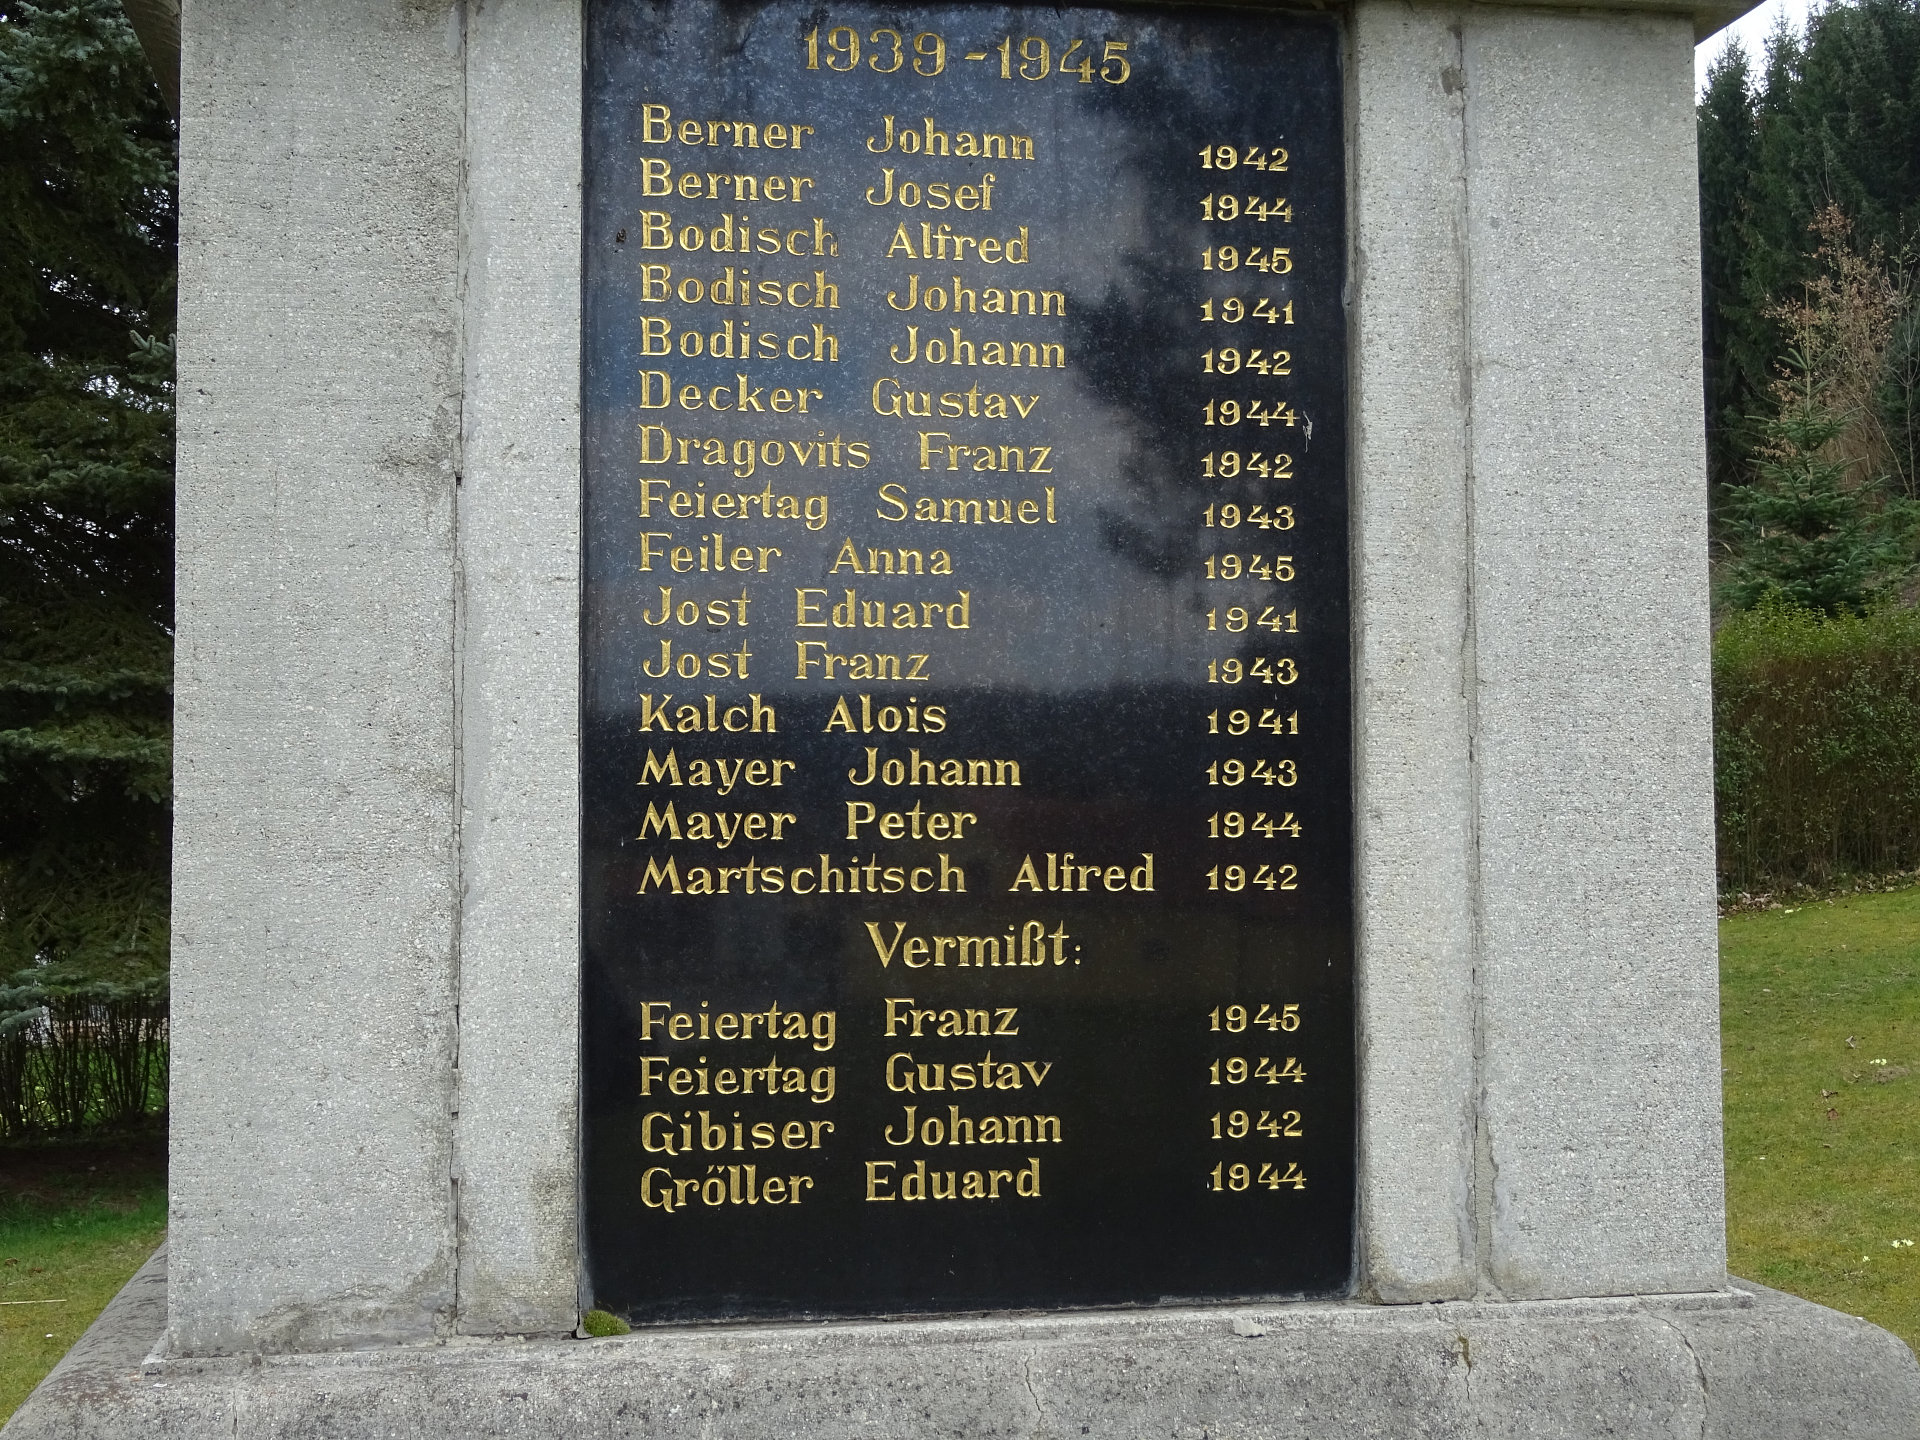 1939-1945
Berner Johann 1942
Berner Josef 1944
Bodisch Alfred 1945
Bodisch Johann 1941
Bodisch Johann 1942
Decker Gustav 1944
Dragovits Franz 1942
Feiertag Samuel 1943
Feiler Anna 1945
Jost Eduard 1941
Jost Franz 1943
Kalch Alois 1941
Mayer Johann 1943
Mayer Peter 1944
Martschitsch Alfred 1942
Vermißt:
Feiertag Franz 1945
Feiertag Gustav 1944
Gibiser Johann 1942
Gröller Eduard 1944